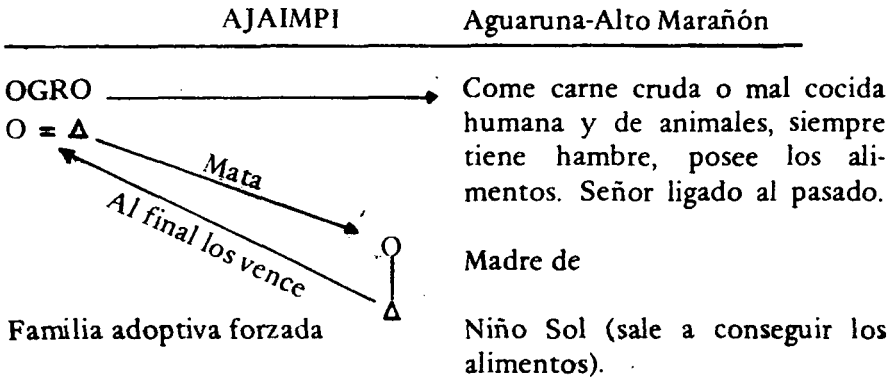 AJAIMPI Aguaruna-Alto Marañón
OGRO
O = Δ
Come carne cruda o mal cocida
humana y de animales, siempre
tiene hambre, posee los ali-
mentos. Señor ligado al pasado.
Mata
Al final los vence
O
Δ
Madre de
Familia adoptiva forzada
Niño Sol (sale a conseguir los
alimentos).